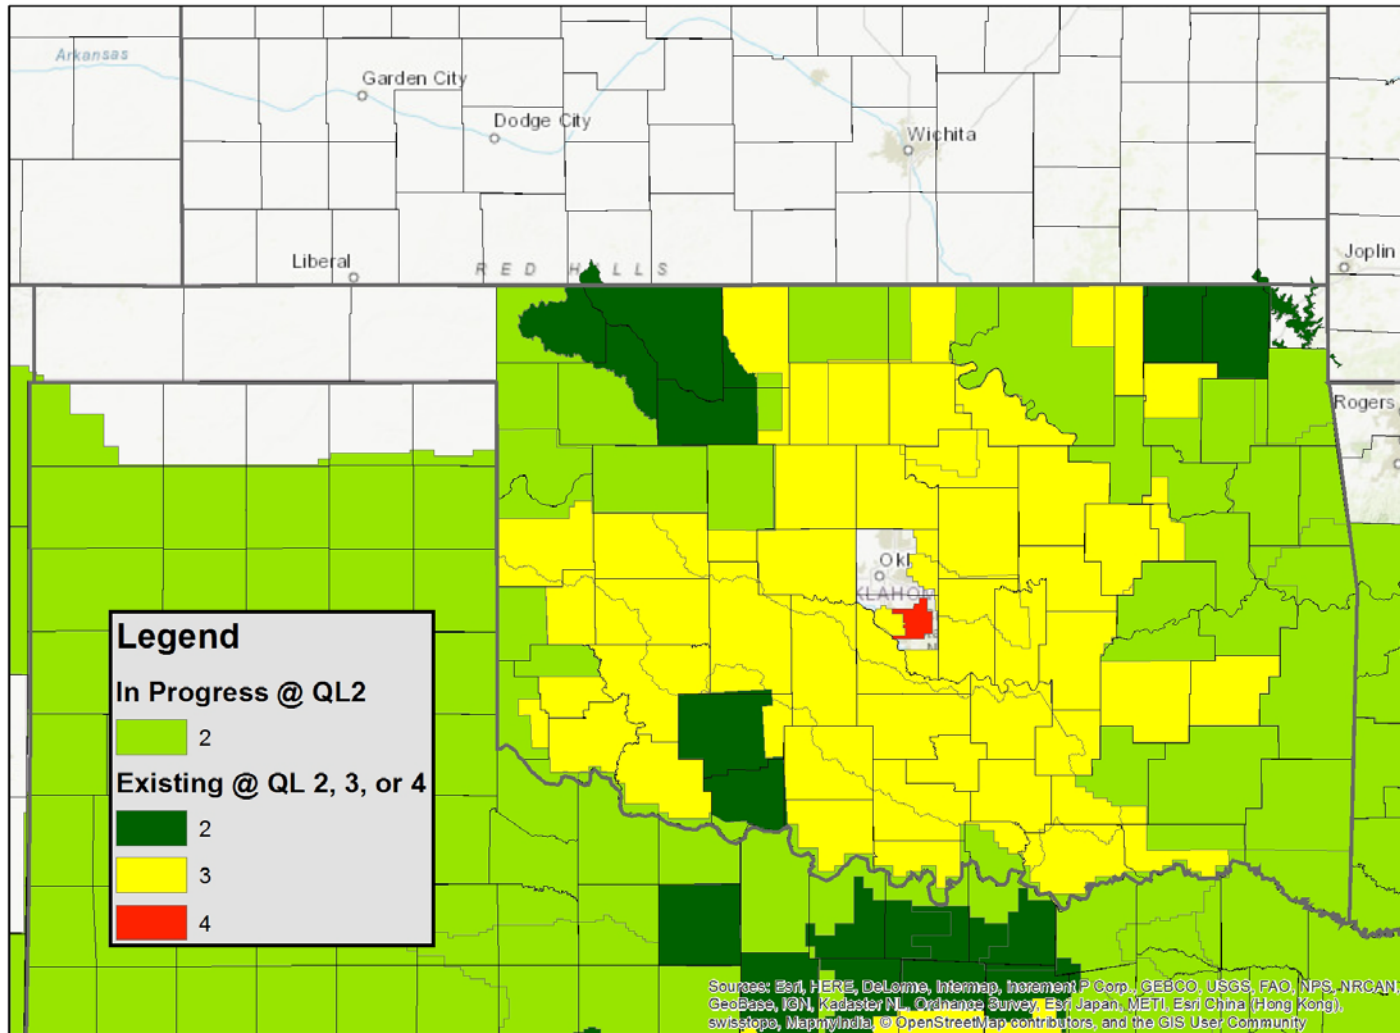 Arkansas
Garden City
Dodge City
Wichita
Liberal
RED HILLS
Joplin
Rogers
Okl
KLAHOM
Legend
In Progress @ QL2
2
Existing @ QL 2, 3, or 4
2
3
4
Sources: Esri, HERE, DeLorme, Intermap, increment P Corp., GEBCO, USGS, FAO, NPS, NRCAN,
GeoBase, IGN, Kadaster NL, Ordnance Survey, Esri Japan, METI, Esri China (Hong Kong),
swisstopo, MapmyIndia, © OpenStreetMap contributors, and the GIS User Community